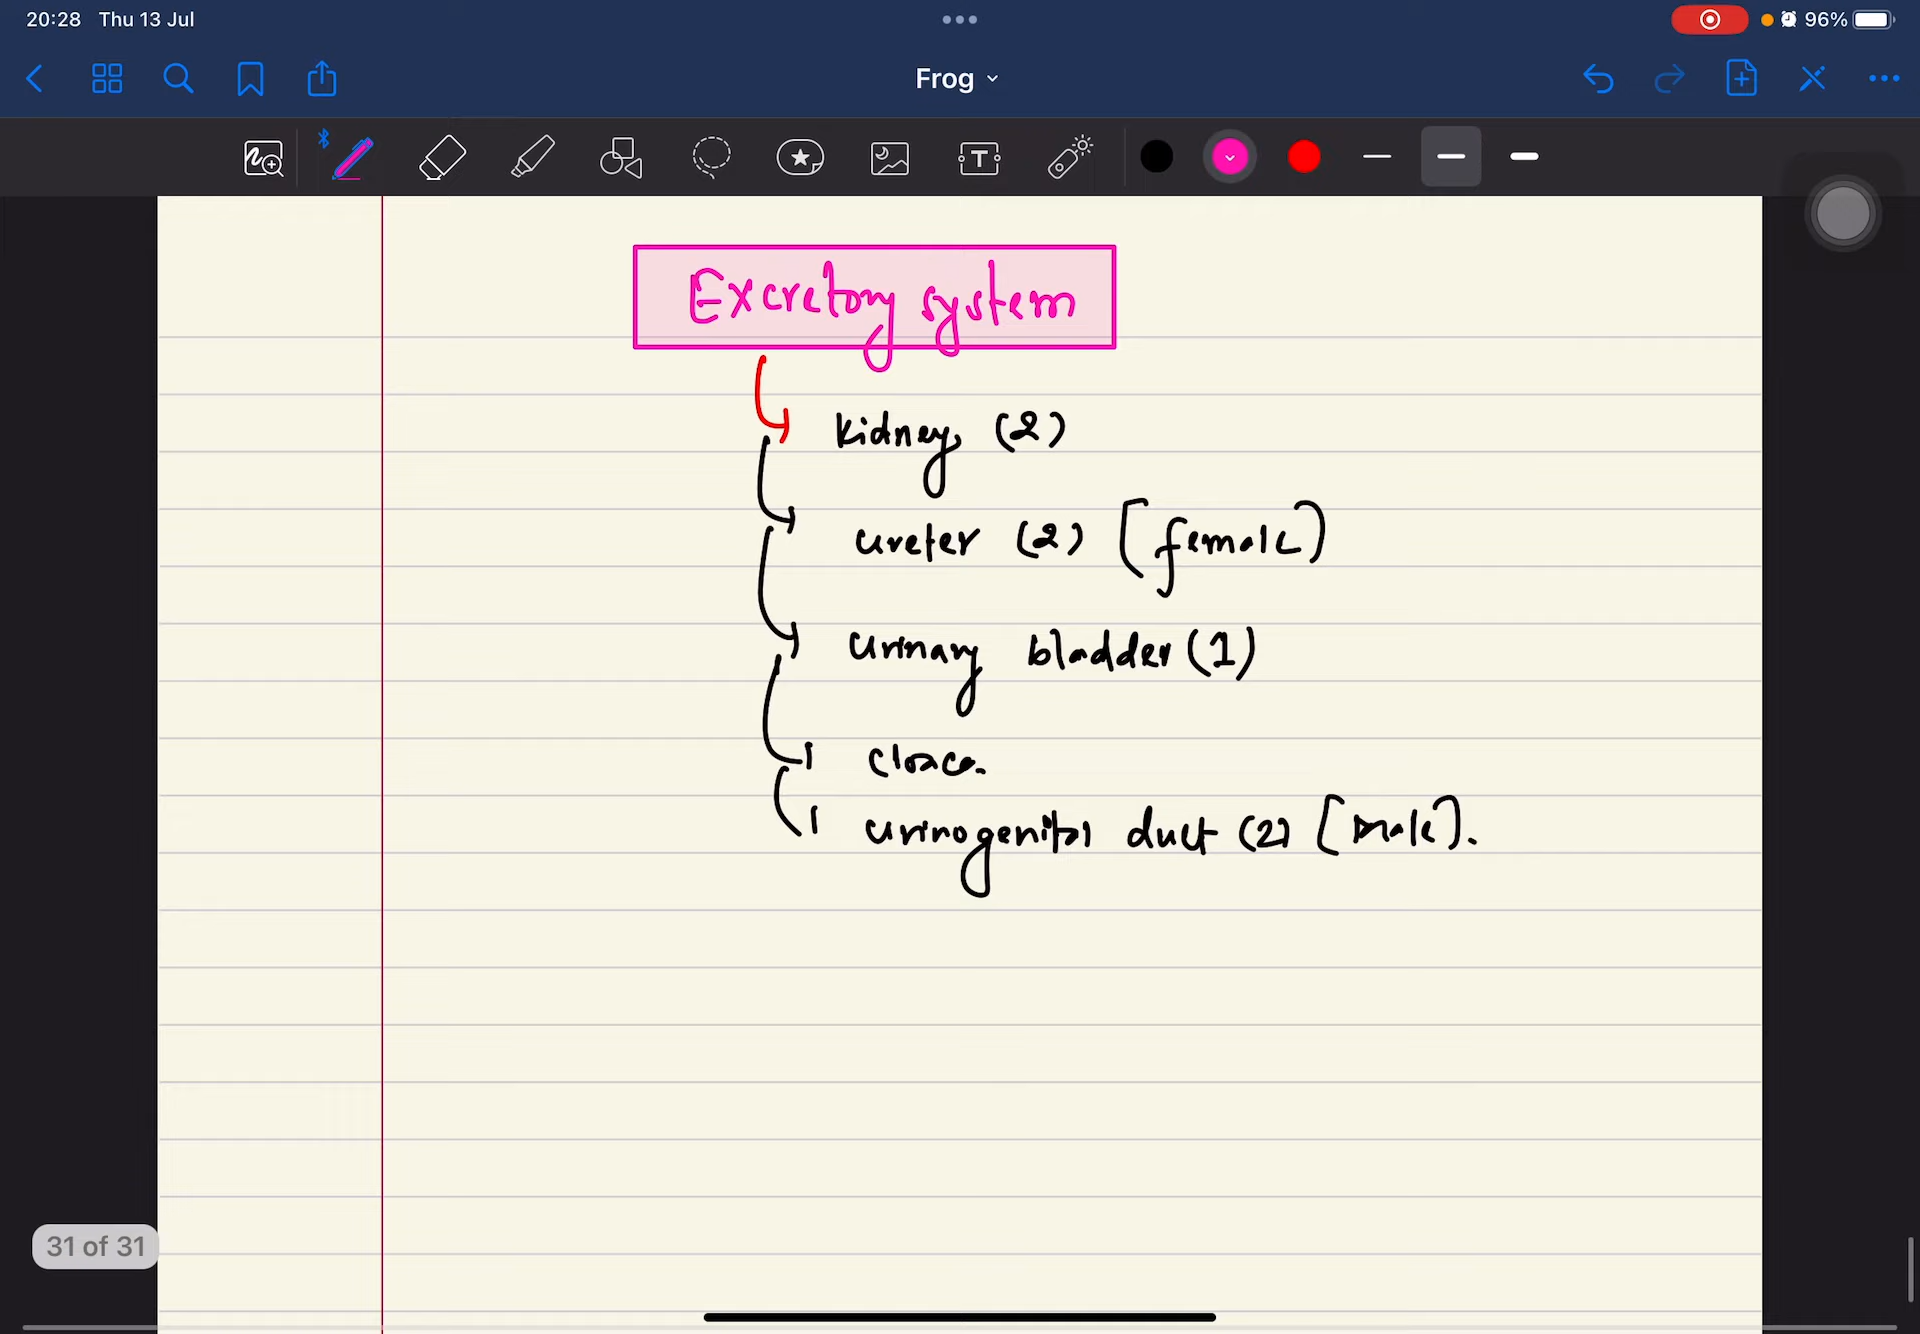 20:28 Thu 13 Jul
96%
Frog
T
Excretory system
kidney (2)
ureter (2) [female)
urinary bladder (1)
cloaca.
urinogenital duct (2) [male].
31 of 31